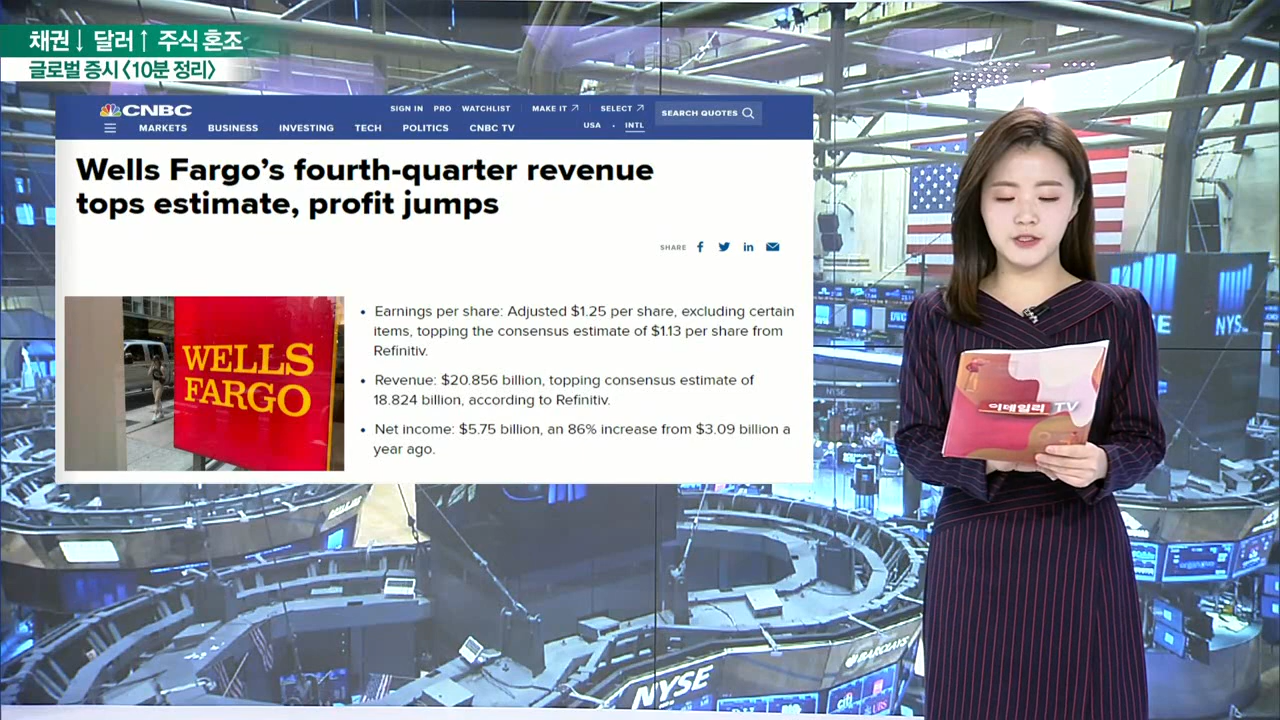 채권↓ 달러↑ 주식 혼조
글로벌 증시 <10분 정리>
CNBC
SIGN IN PRO WATCHLIST MAKE IT SELECT
USA · INTL
SEARCH QUOTES
MARKETS BUSINESS INVESTING TECH POLITICS CNBC TV
Wells Fargo's fourth-quarter revenue
tops estimate, profit jumps
SHARE
WELLS
FARGO
• Earnings per share: Adjusted $1.25 per share, excluding certain
items, topping the consensus estimate of $1.13 per share from
Refinitiv.
• Revenue: $20.856 billion, topping consensus estimate of
18.824 billion, according to Refinitiv.
• Net income: $5.75 billion, an 86% increase from $3.09 billion a
year ago.
이데일리 TV
NYS
NYSE
BARCLAYS
citi
UBS